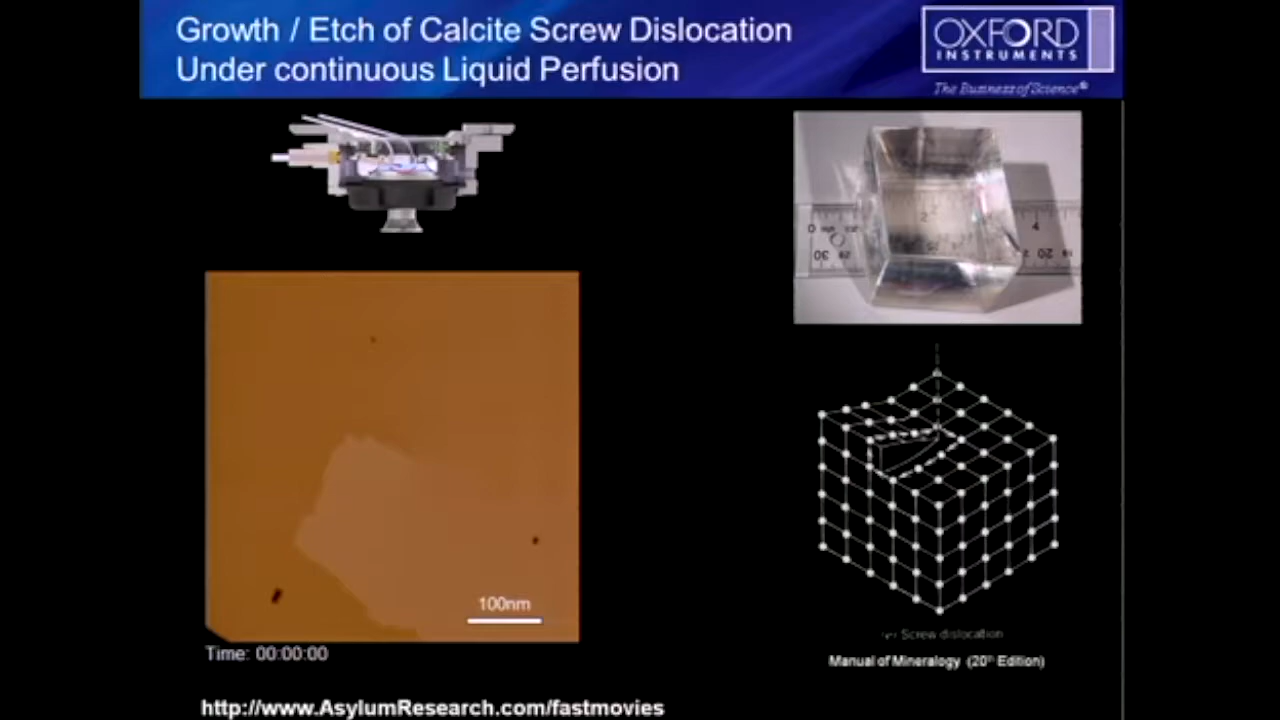 Growth / Etch of Calcite Screw Dislocation
Under continuous Liquid Perfusion
OXFORD
INSTRUMENTS
The Business of Science®
100nm
Time: 00:00:00
Screw dislocation
Manual of Mineralogy (20th Edition)
http://www.AsylumResearch.com/fastmovies